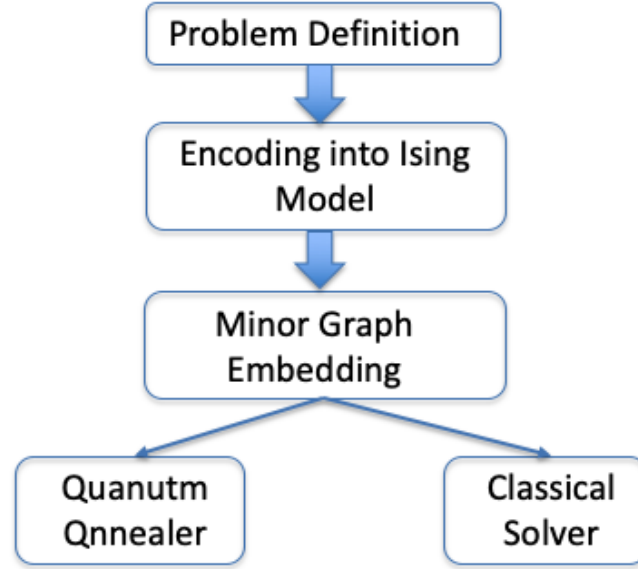 Problem Definition
Encoding into Ising
Model
Minor Graph
Embedding
Quanutm
Qnnealer
Classical
Solver